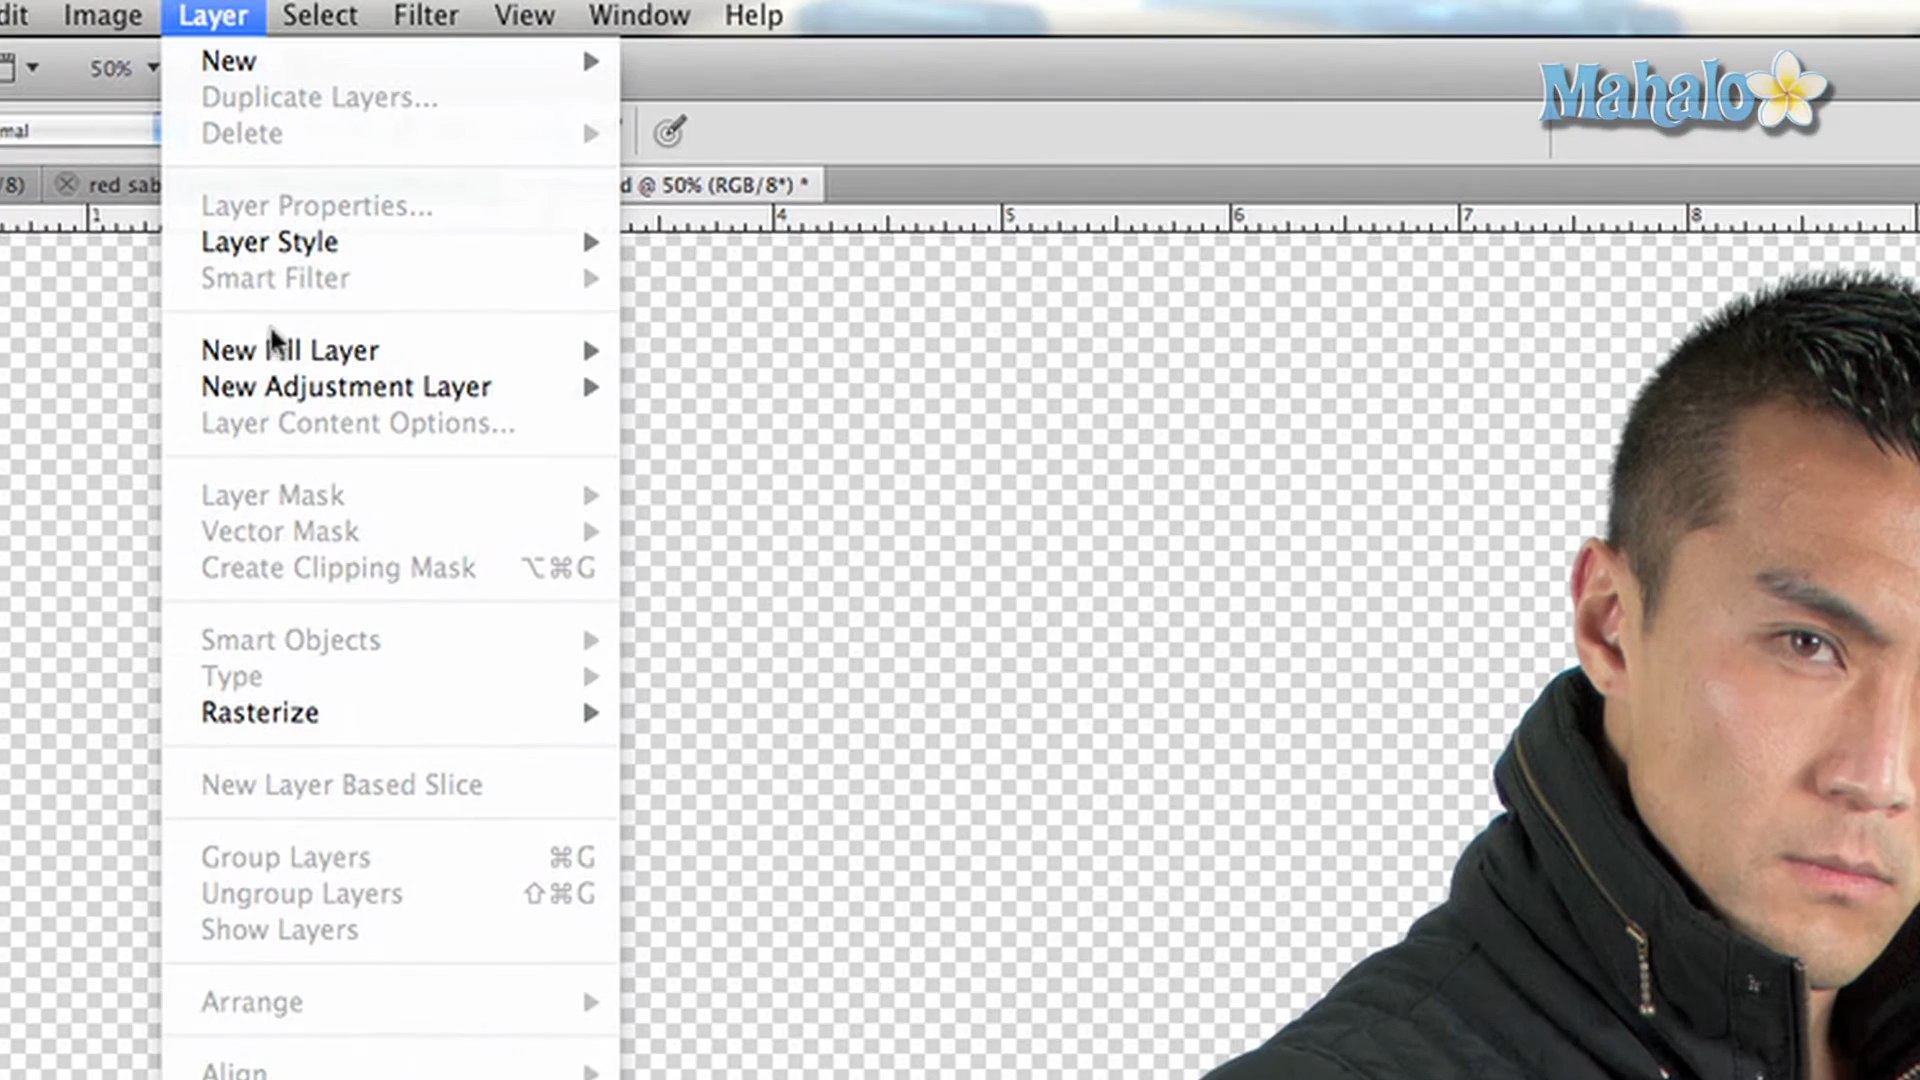 dit Image Layer Select Filter View Window Help
50%
Mahalo
mal
/8) red sab d @ 50% (RGB/8*) *
1 4 5 6 7 8
New
Duplicate Layers...
Delete
Layer Properties...
Layer Style
Smart Filter
New Fill Layer
New Adjustment Layer
Layer Content Options...
Layer Mask
Vector Mask
Create Clipping Mask ⌥⌘G
Smart Objects
Type
Rasterize
New Layer Based Slice
Group Layers ⌘G
Ungroup Layers ⇧⌘G
Show Layers
Arrange
Align